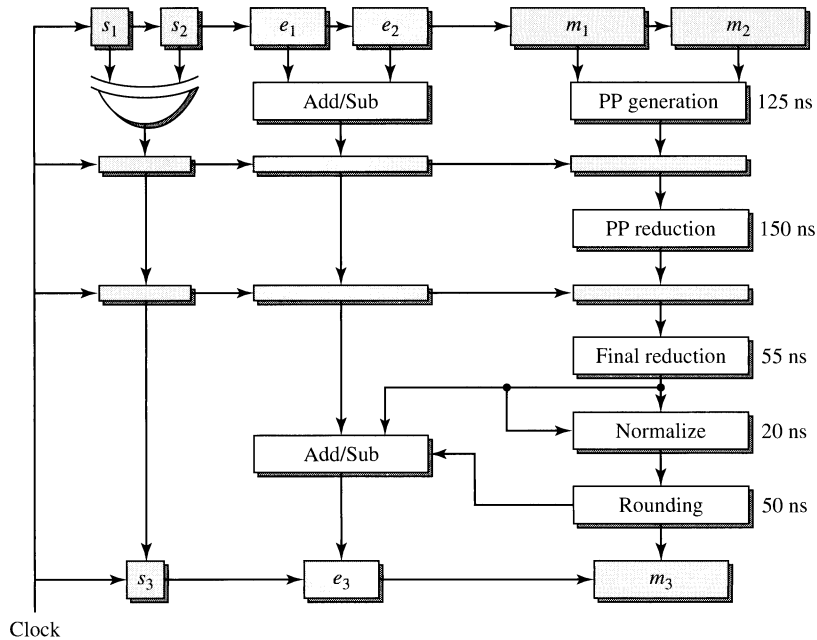 s1 s2 e1 e2 m1 m2
Add/Sub PP generation 125 ns
PP reduction 150 ns
Final reduction 55 ns
Normalize 20 ns
Add/Sub
Rounding 50 ns
s3 e3 m3
Clock